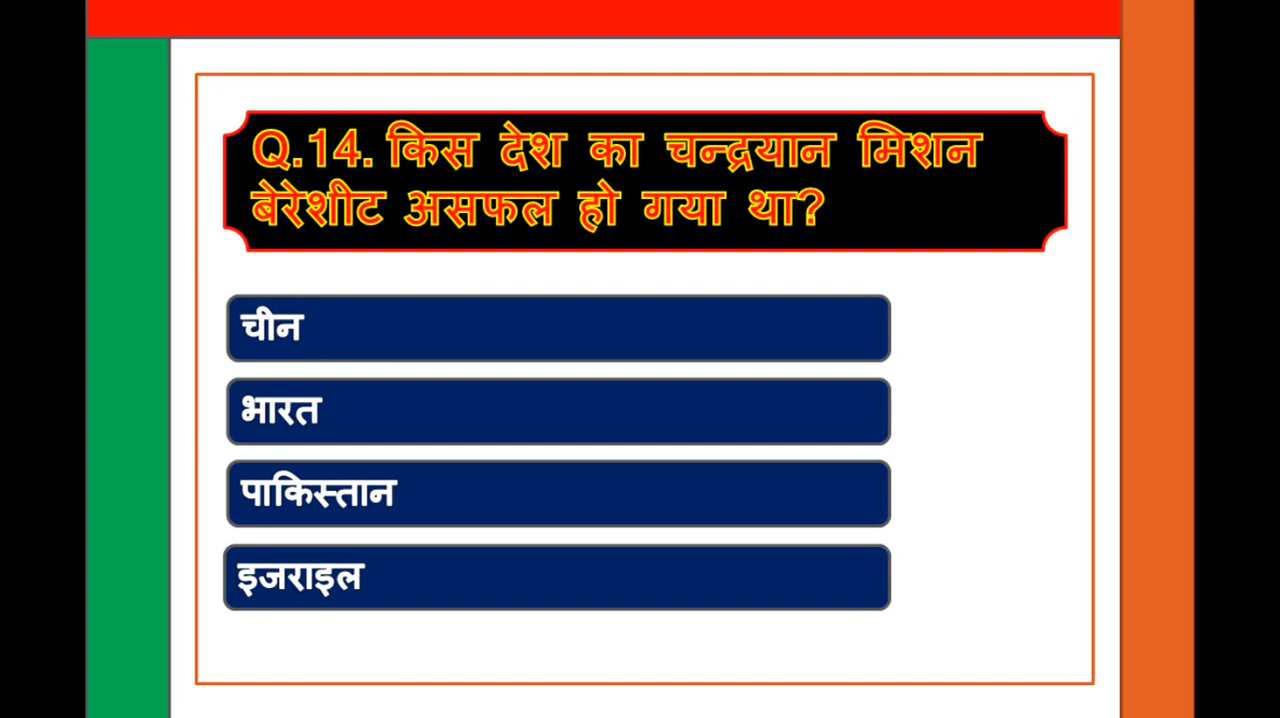 Q.14. किस देश का चन्द्रयान मिशन
बेरेशीट असफल हो गया था?
चीन
भारत
पाकिस्तान
इजराइल